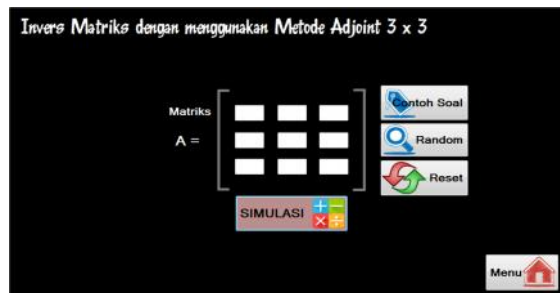 Invers Matriks dengan menggunakan Metode Adjoint 3 x 3
Matriks
A =
Contoh Soal
Random
Reset
SIMULASI
Menu